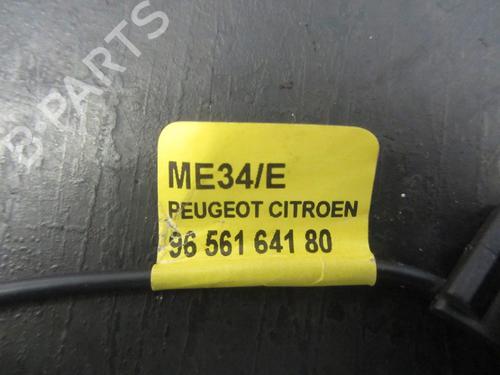 B-PARTS
ME34/E
PEUGEOT CITROEN
96 561 641 80